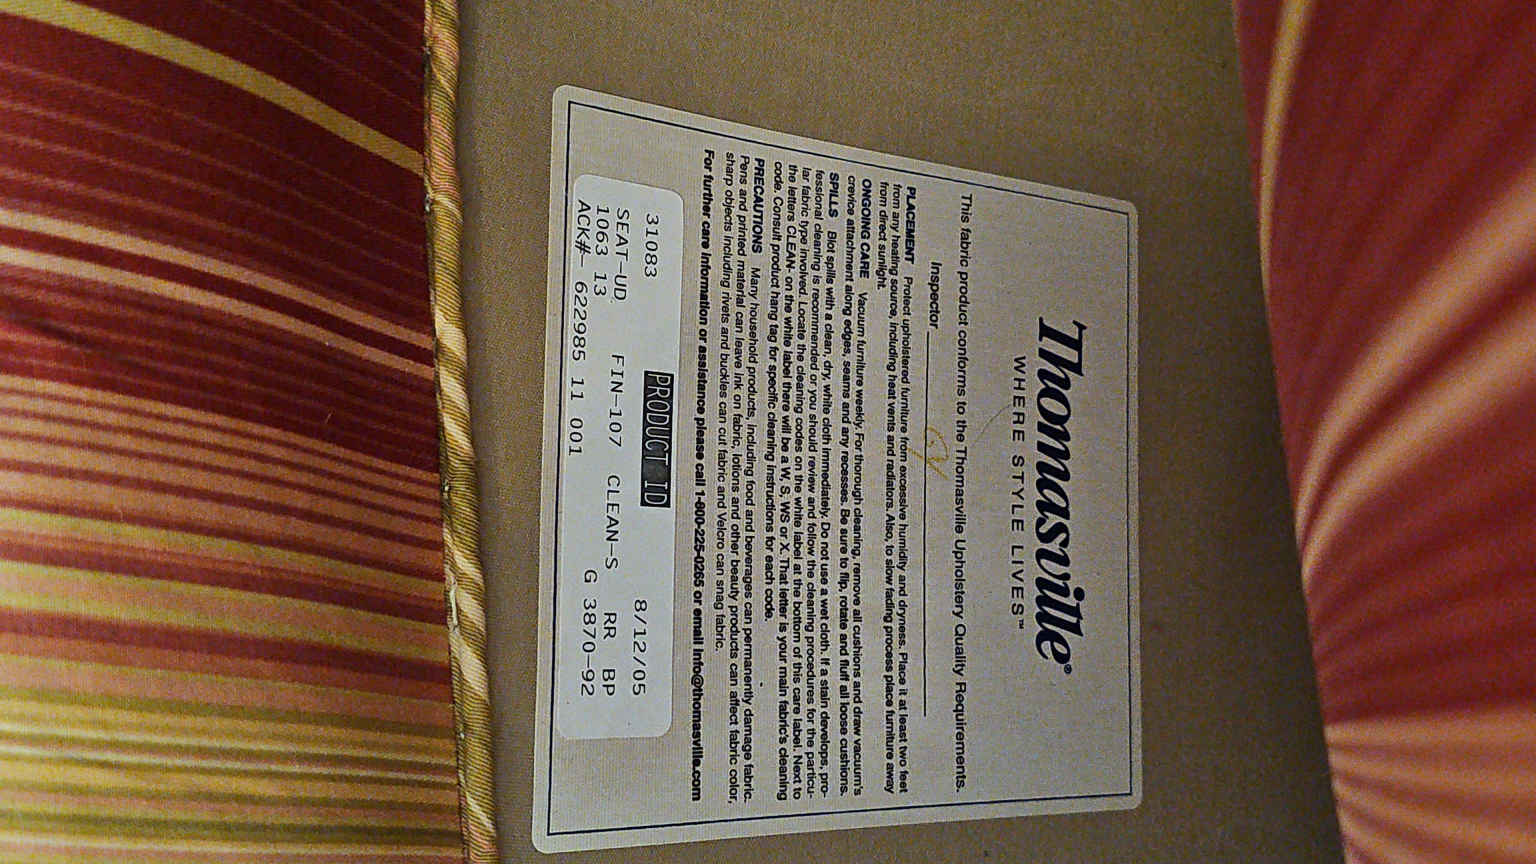 Thomasville®
WHERE STYLE LIVES™
This fabric product conforms to the Thomasville Upholstery Quality Requirements.
Inspector
PLACEMENT Protect upholstered furniture from excessive humidity and dryness. Place it at least two feet
from any heating source, including heat vents and radiators. Also, to slow fading process place furniture away
from direct sunlight.
ONGOING CARE Vacuum furniture weekly. For thorough cleaning, remove all cushions and draw vacuum's
crevice attachment along edges, seams and any recesses. Be sure to flip, rotate and fluff all loose cushions.
SPILLS Blot spills with a clean, dry white cloth immediately. Do not use a wet cloth. If a stain develops, pro-
fessional cleaning is recommended or you should review and follow the cleaning procedures for the particu-
lar fabric type involved. Locate the cleaning codes on the white label at the bottom of this care label. Next to
the letters CLEAN- on the white label there will be a W, S, WS or X. That letter is your main fabric's cleaning
code. Consult product hang tag for specific cleaning instructions for each code.
PRECAUTIONS Many household products, including food and beverages can permanently damage fabric.
Pens and printed material can leave ink on fabric, lotions and other beauty products can affect fabric color,
sharp objects including rivets and buckles can cut fabric and Velcro can snag fabric.
For further care information or assistance please call 1-800-225-0265 or email info@thomasville.com
31083 PRODUCT ID 8/12/05
SEAT-UD. FIN-107 CLEAN-S RR BP
1063 13 G 3870-92
ACK#- 622985 11 001